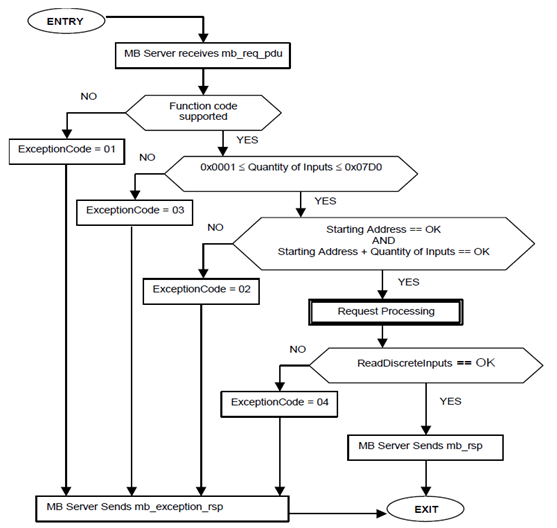 ENTRY
MB Server receives mb_req_pdu
NO
Function code
supported
YES
ExceptionCode = 01
NO
0x0001 ≤ Quantity of Inputs ≤ 0x07D0
YES
ExceptionCode = 03
NO
Starting Address == OK
AND
Starting Address + Quantity of Inputs == OK
YES
ExceptionCode = 02
Request Processing
NO
ReadDiscreteInputs == OK
YES
ExceptionCode = 04
MB Server Sends mb_rsp
MB Server Sends mb_exception_rsp
EXIT